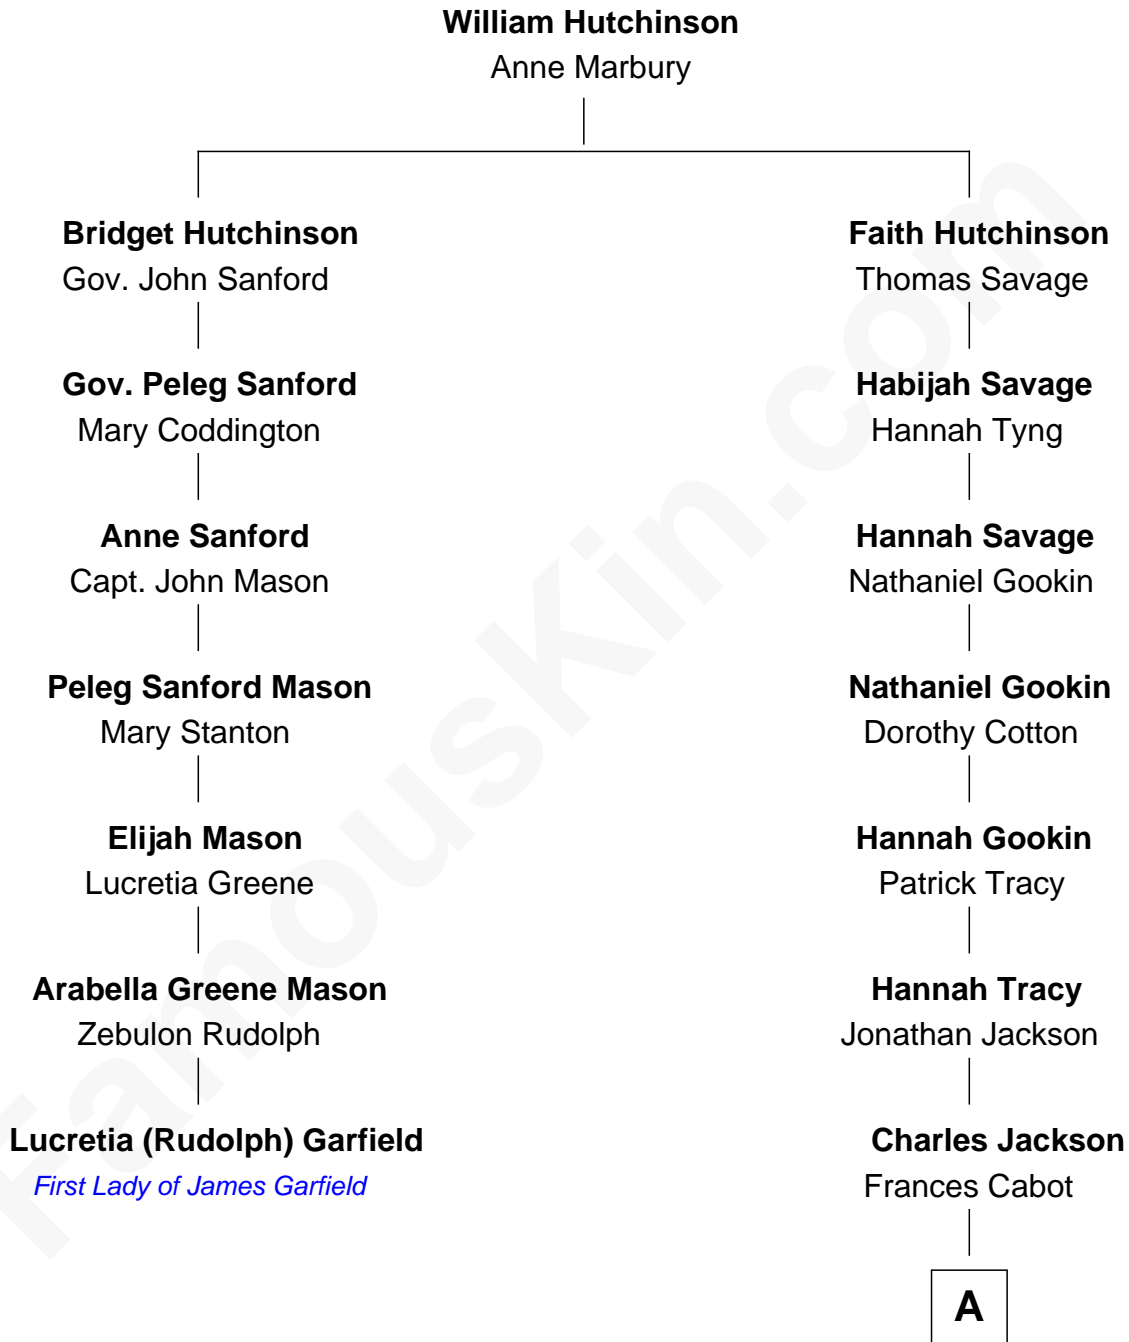 William Hutchinson
Anne Marbury
Bridget Hutchinson
Gov. John Sanford
Gov. Peleg Sanford
Mary Coddington
Anne Sanford
Capt. John Mason
Peleg Sanford Mason
Mary Stanton
Elijah Mason
Lucretia Greene
Arabella Greene Mason
Zebulon Rudolph
Lucretia (Rudolph) Garfield
First Lady of James Garfield
Faith Hutchinson
Thomas Savage
Habijah Savage
Hannah Tyng
Hannah Savage
Nathaniel Gookin
Nathaniel Gookin
Dorothy Cotton
Hannah Gookin
Patrick Tracy
Hannah Tracy
Jonathan Jackson
Charles Jackson
Frances Cabot
A
FamousKin.com